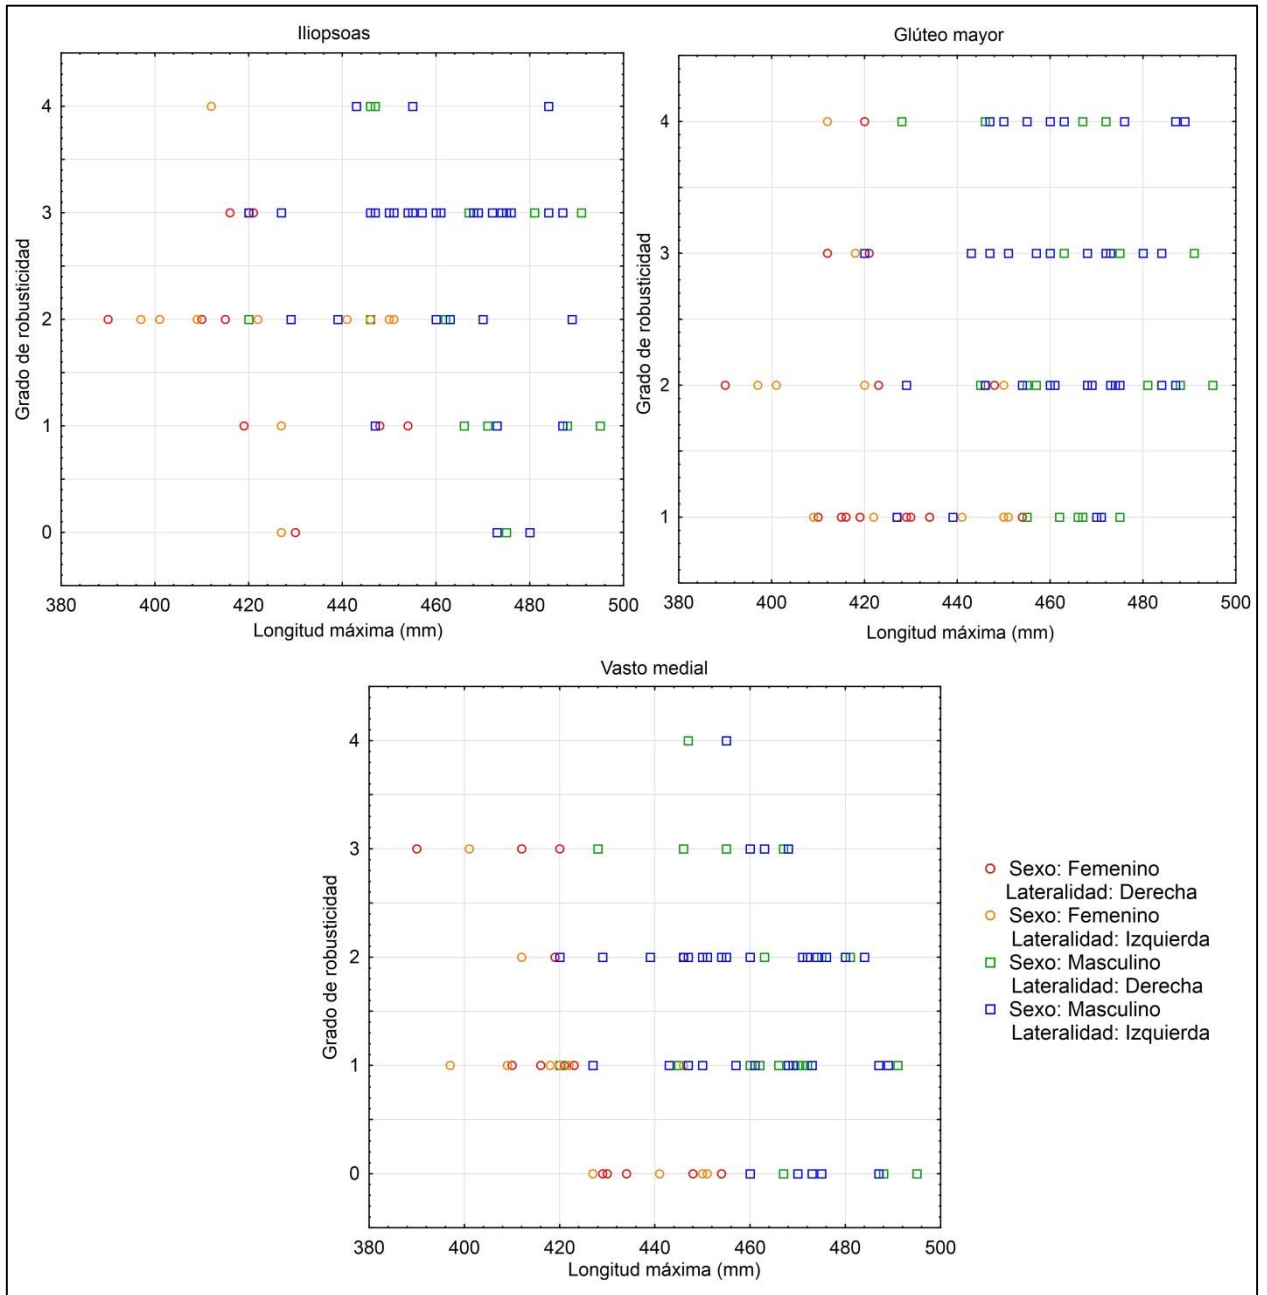 Iliopsoas
Grado de robusticidad
4
3
2
1
0
380 400 420 440 460 480 500
Longitud máxima (mm)
Glúteo mayor
Grado de robusticidad
4
3
2
1
380 400 420 440 460 480 500
Longitud máxima (mm)
Vasto medial
Grado de robusticidad
4
3
2
1
0
380 400 420 440 460 480 500
Longitud máxima (mm)
Sexo: Femenino
Lateralidad: Derecha
Sexo: Femenino
Lateralidad: Izquierda
Sexo: Masculino
Lateralidad: Derecha
Sexo: Masculino
Lateralidad: Izquierda